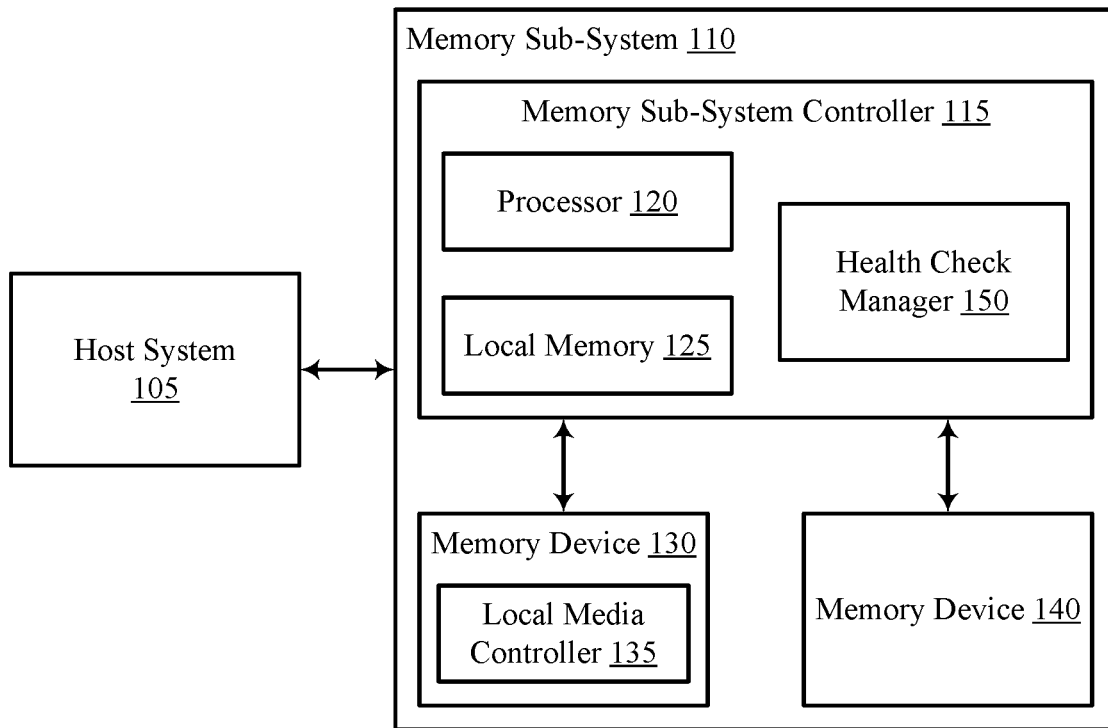 Memory Sub-System 110
Memory Sub-System Controller 115
Processor 120
Health Check
Manager 150
Local Memory 125
Host System
105
Memory Device 130
Local Media
Controller 135
Memory Device 140